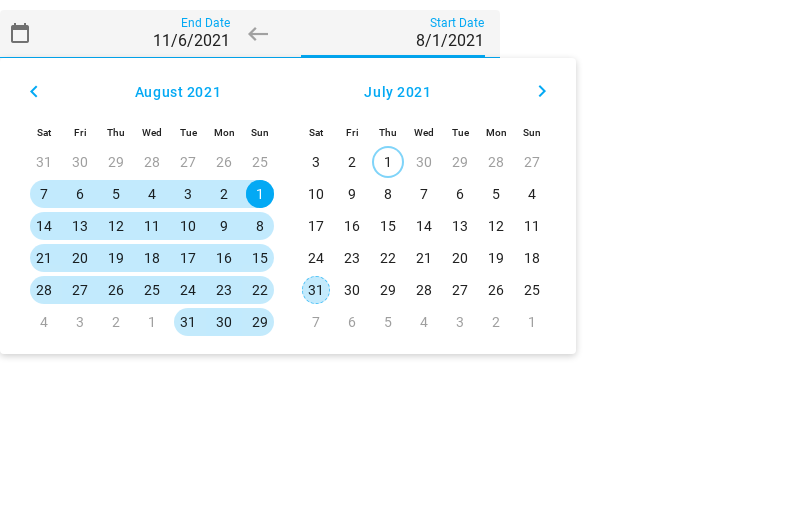 End Date
Start Date
11/6/2021
8/1/2021
August 2021
July 2021
Sat Fri Thu Wed Tue Mon Sun
Sat Fri Thu Wed Tue Mon Sun
31 30 29 28 27 26 25
3 2 1 30 29 28 27
7 6 5 4 3 2 1
10 9 8 7 6 5 4
14 13 12 11 10 9 8
17 16 15 14 13 12 11
21 20 19 18 17 16 15
24 23 22 21 20 19 18
28 27 26 25 24 23 22
31 30 29 28 27 26 25
4 3 2 1 31 30 29
7 6 5 4 3 2 1